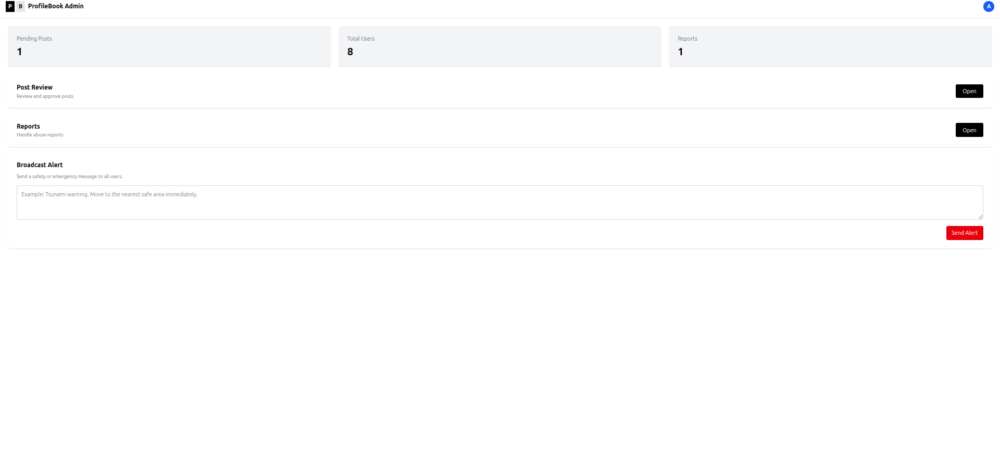 P B ProfileBook Admin
A
Pending Posts
1
Total Users
8
Reports
1
Post Review
Review and approve posts
Open
Reports
Handle abuse reports
Open
Broadcast Alert
Send a safety or emergency message to all users.
Example: Tsunami warning. Move to the nearest safe area immediately.
Send Alert